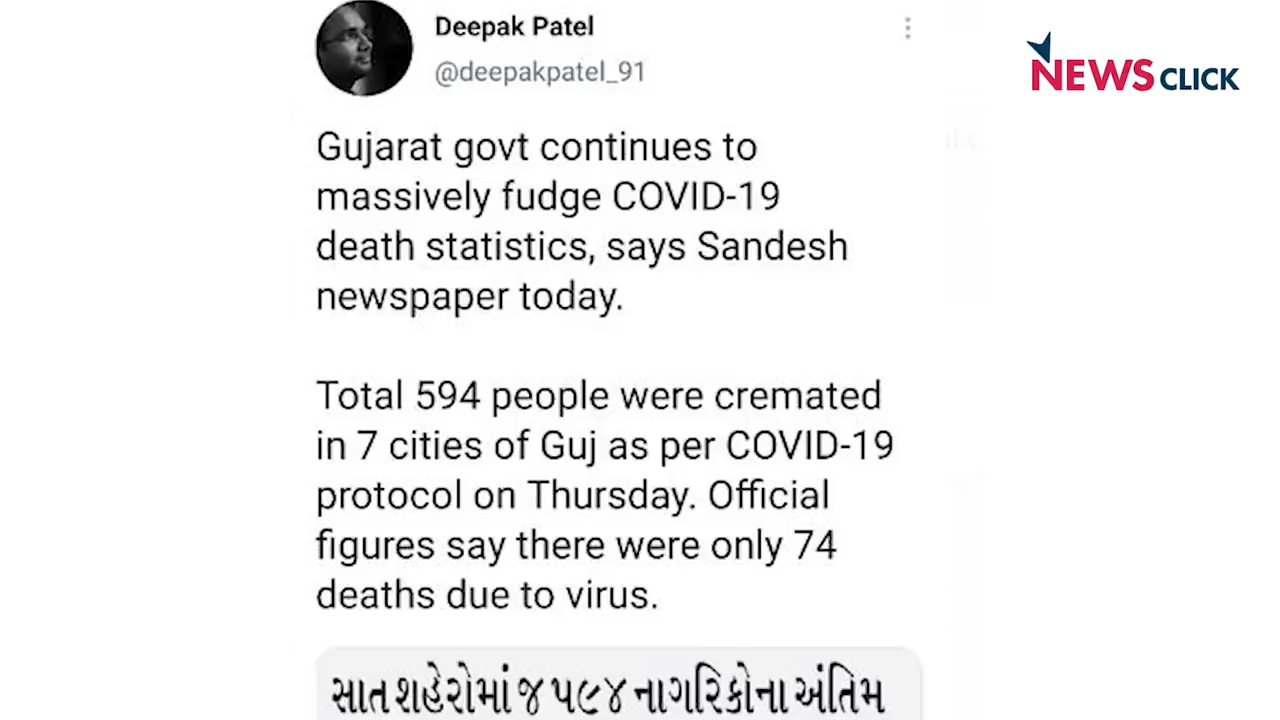 Deepak Patel
@deepakpatel_91
NEWS CLICK
Gujarat govt continues to
massively fudge COVID-19
death statistics, says Sandesh
newspaper today.
Total 594 people were cremated
in 7 cities of Guj as per COVID-19
protocol on Thursday. Official
figures say there were only 74
deaths due to virus.
સાત શહેરોમાં જ ૫૯૪ નાગરિકોના અંતિમ